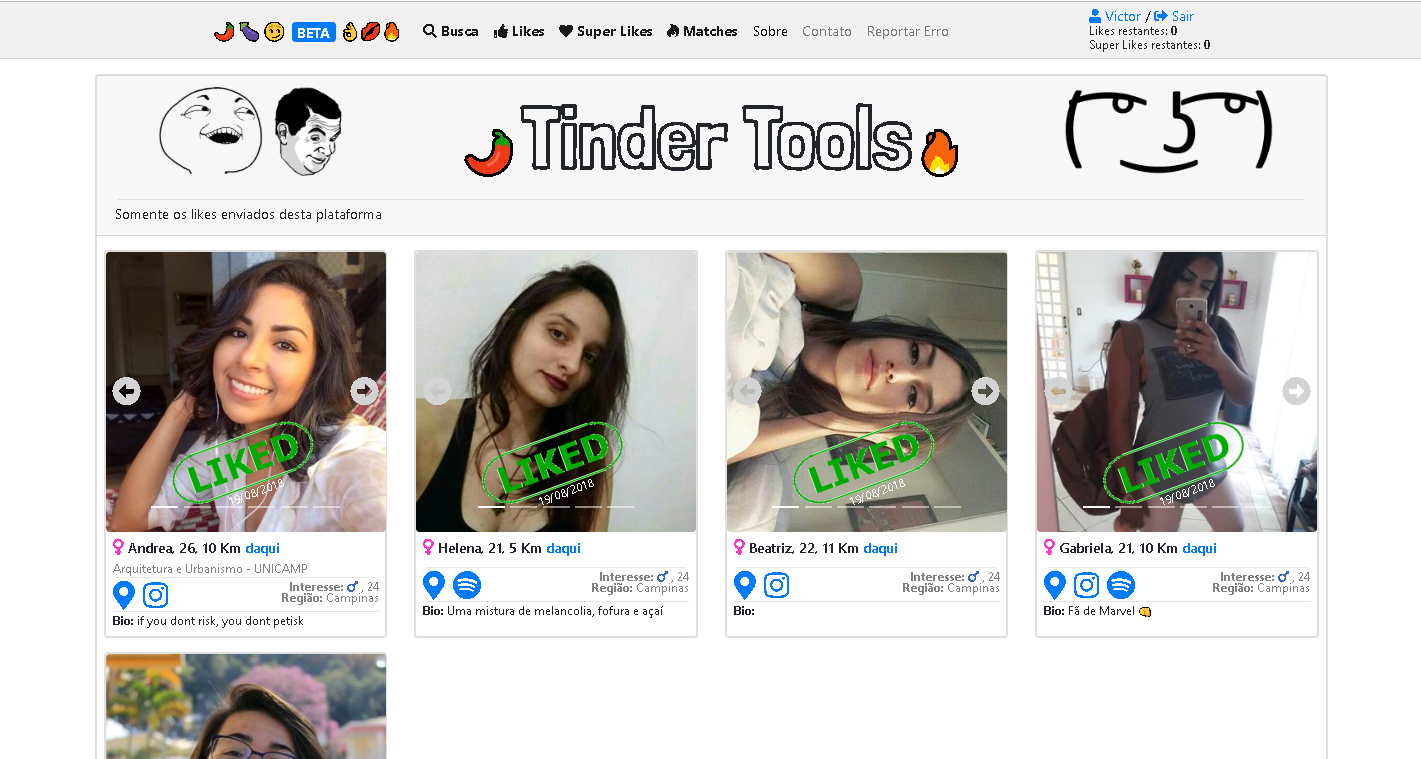 BETA Busca Likes Super Likes Matches Sobre Contato Reportar Erro
Victor / Sair
Likes restantes: 0
Super Likes restantes: 0
Tinder Tools
Somente os likes enviados desta plataforma
LIKED
19/08/2018
Andrea, 26, 10 Km daqui
Arquitetura e Urbanismo - UNICAMP
Interesse: ♂, 24
Região: Campinas
Bio: if you dont risk, you dont petisk
LIKED
19/08/2018
Helena, 21, 5 Km daqui
Interesse: ♂, 24
Região: Campinas
Bio: Uma mistura de melancolia, fofura e açaí
LIKED
19/08/2018
Beatriz, 22, 11 Km daqui
Interesse: ♂, 24
Região: Campinas
Bio:
LIKED
19/08/2018
Gabriela, 21, 10 Km daqui
Interesse: ♂, 24
Região: Campinas
Bio: Fã de Marvel 👊